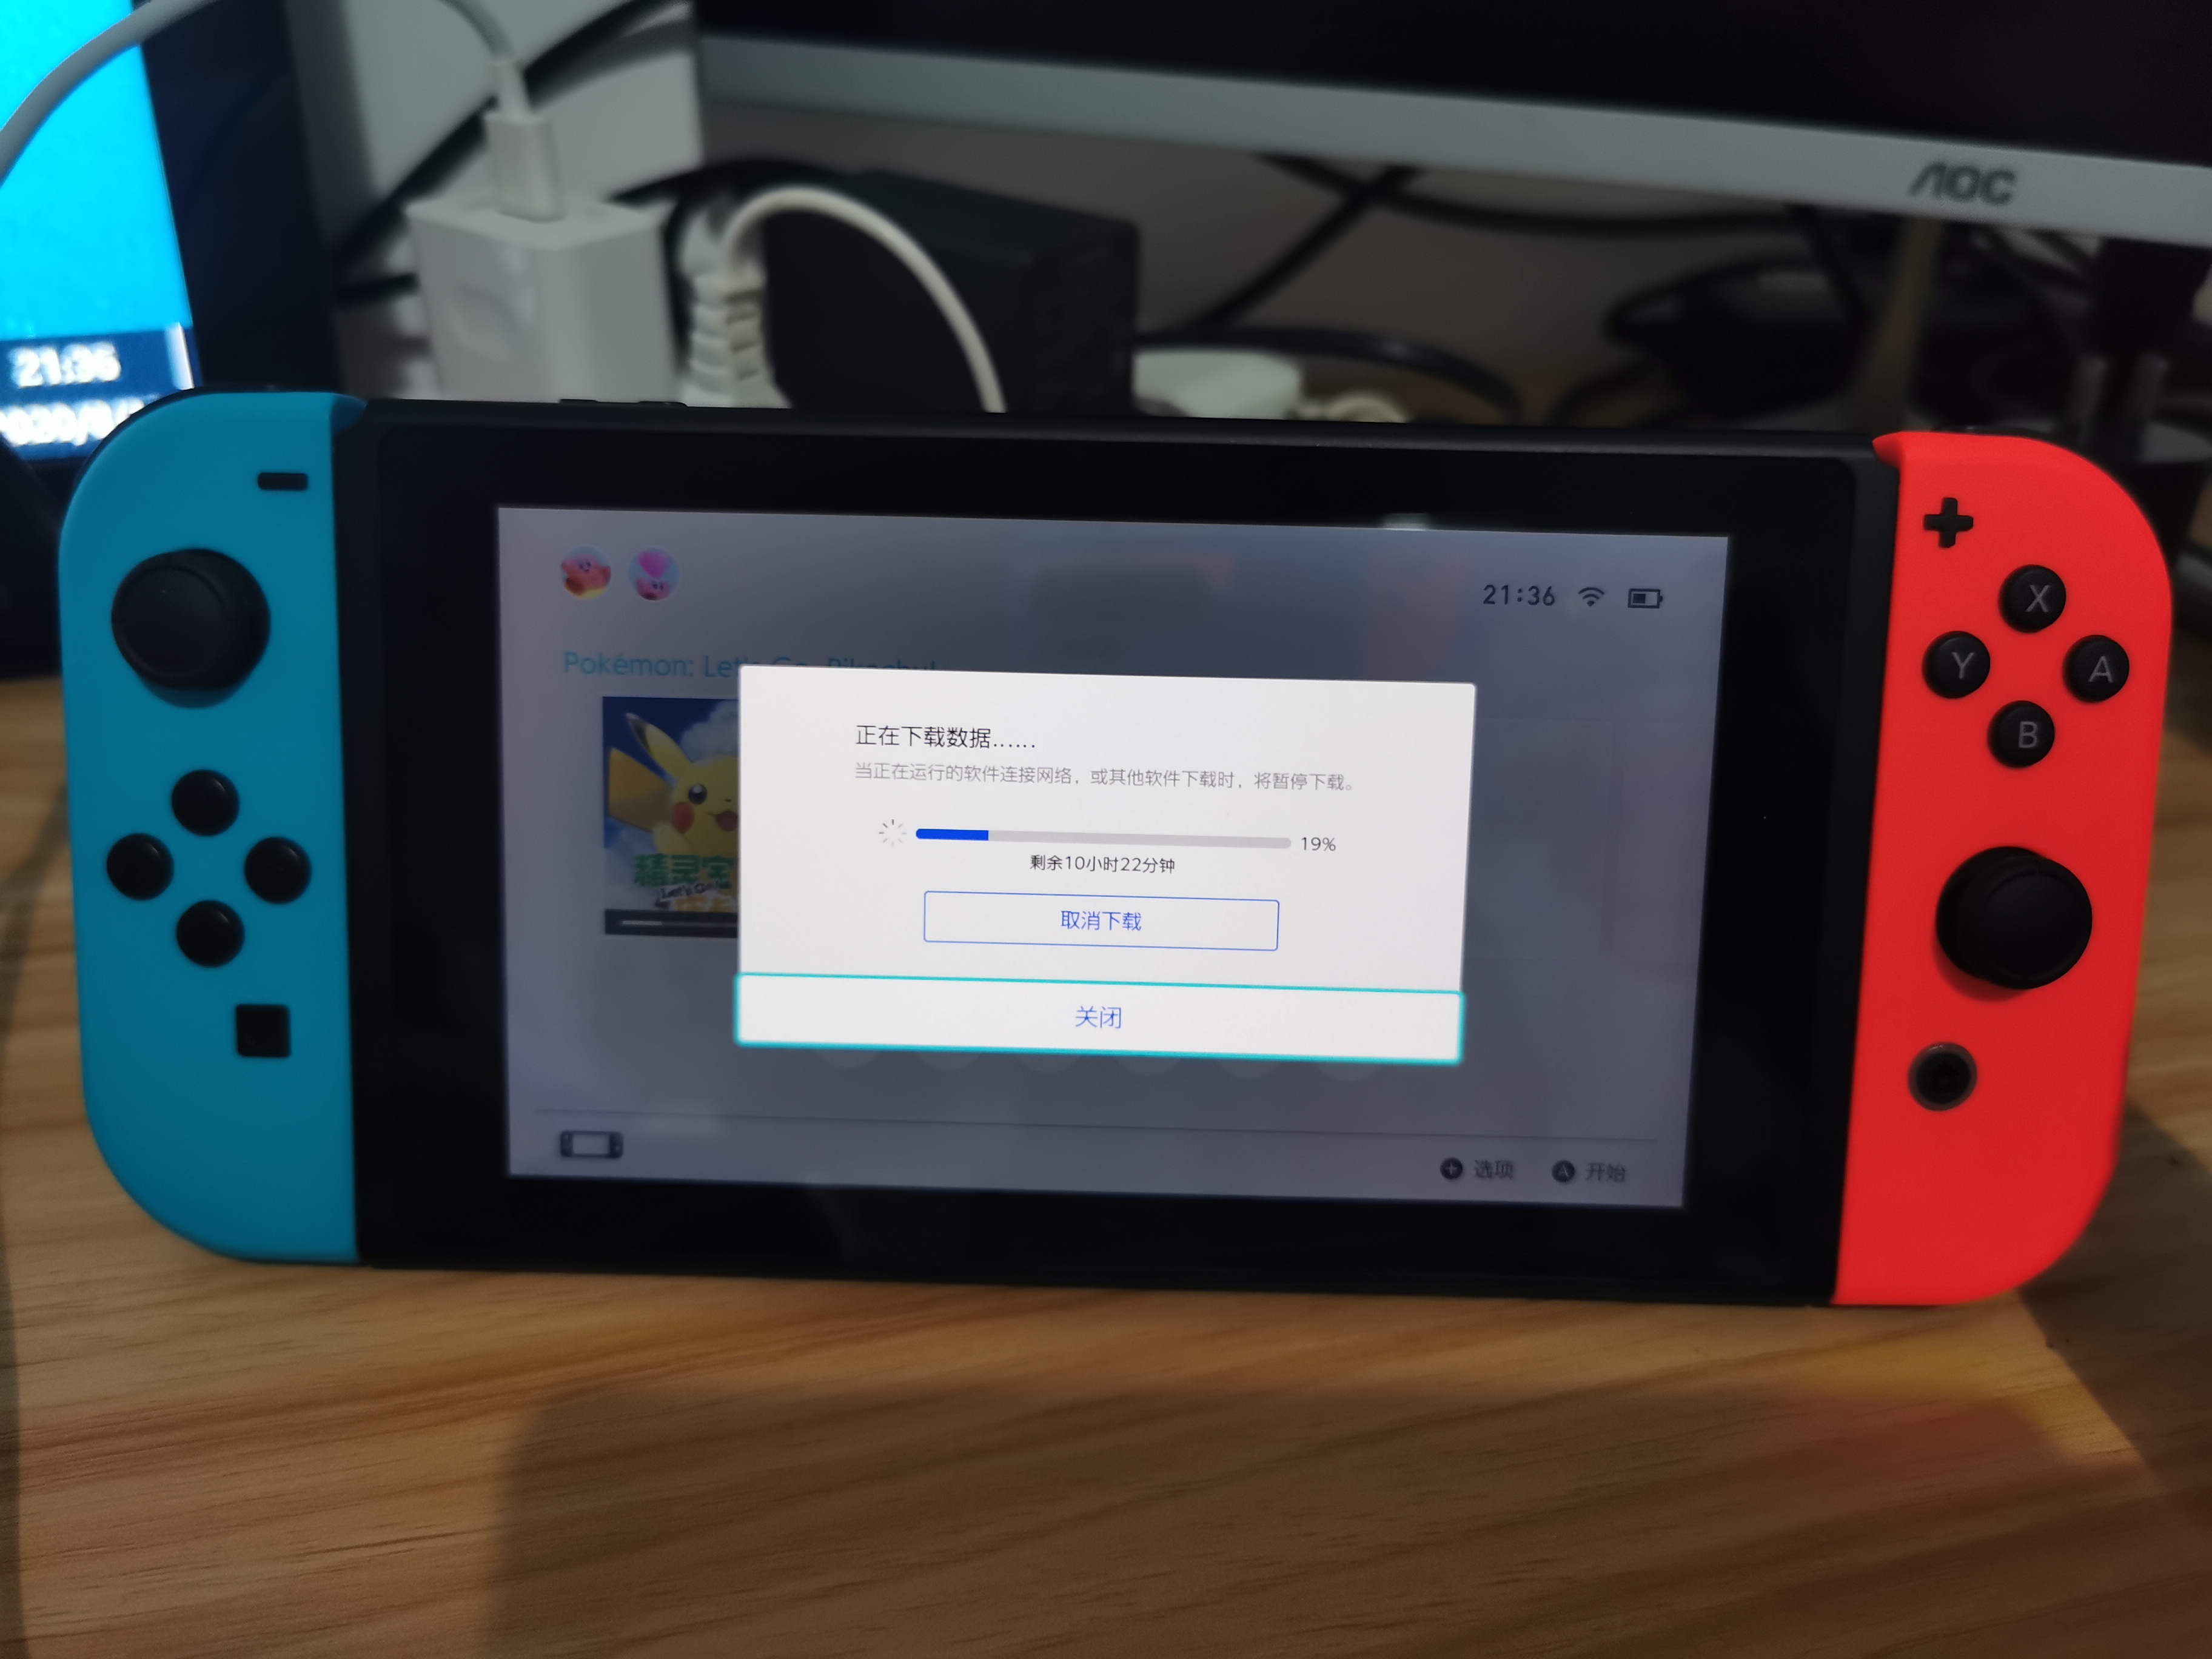 AOC
21:36
21:36
Pokémon: Let's Go, Pikachu!
正在下载数据……
当正在运行的软件连接网络，或其他软件下载时，将暂停下载。
19%
剩余10小时22分钟
取消下载
关闭
精灵宝
Let's Go!
选项
A 开始
X
Y
A
B